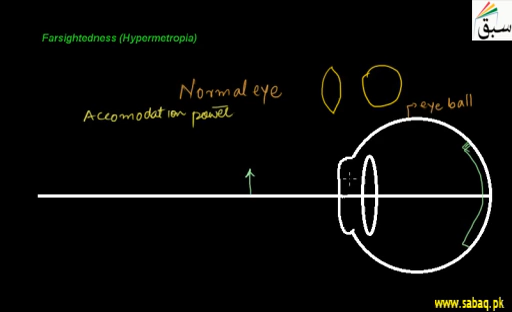 سبق
Farsightedness (Hypermetropia)
Normal eye
Accomodation power
eye ball
www.sabaq.pk